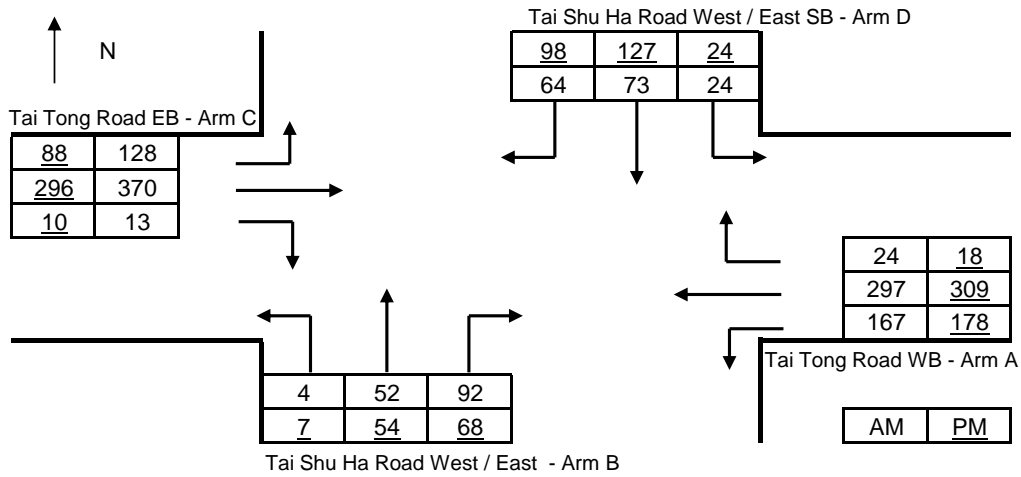 Tai Shu Ha Road West / East SB - Arm D
98 127 24
64 73 24
N
Tai Tong Road EB - Arm C
88 128
296 370
10 13
24 18
297 309
167 178
Tai Tong Road WB - Arm A
4 52 92
7 54 68
AM PM
Tai Shu Ha Road West / East - Arm B